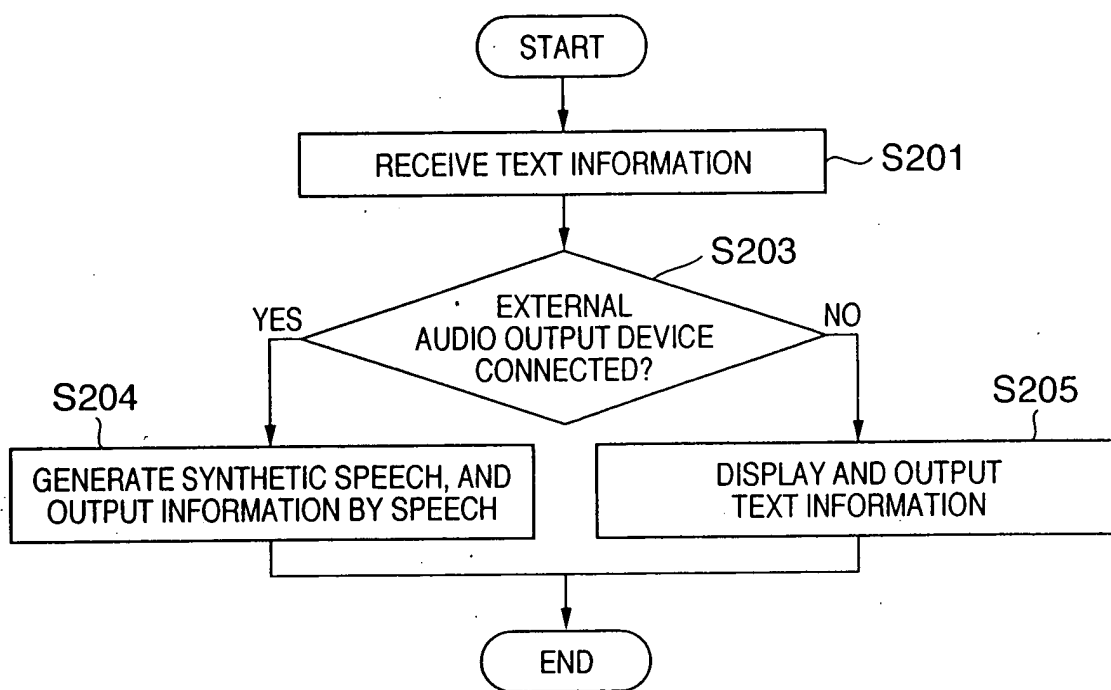 START
RECEIVE TEXT INFORMATION
S201
S203
EXTERNAL
AUDIO OUTPUT DEVICE
CONNECTED?
YES
NO
S204
S205
GENERATE SYNTHETIC SPEECH, AND
OUTPUT INFORMATION BY SPEECH
DISPLAY AND OUTPUT
TEXT INFORMATION
END